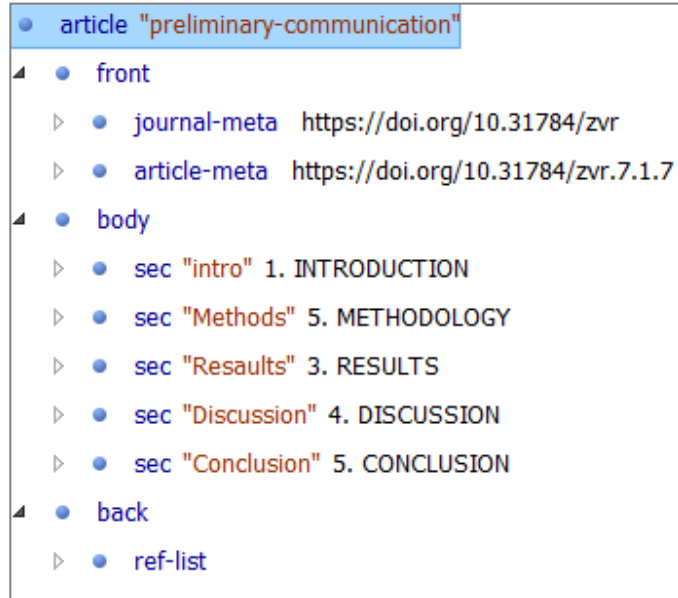 article "preliminary-communication"
front
journal-meta https://doi.org/10.31784/zvr
article-meta https://doi.org/10.31784/zvr.7.1.7
body
sec "intro" 1. INTRODUCTION
sec "Methods" 5. METHODOLOGY
sec "Resaults" 3. RESULTS
sec "Discussion" 4. DISCUSSION
sec "Conclusion" 5. CONCLUSION
back
ref-list